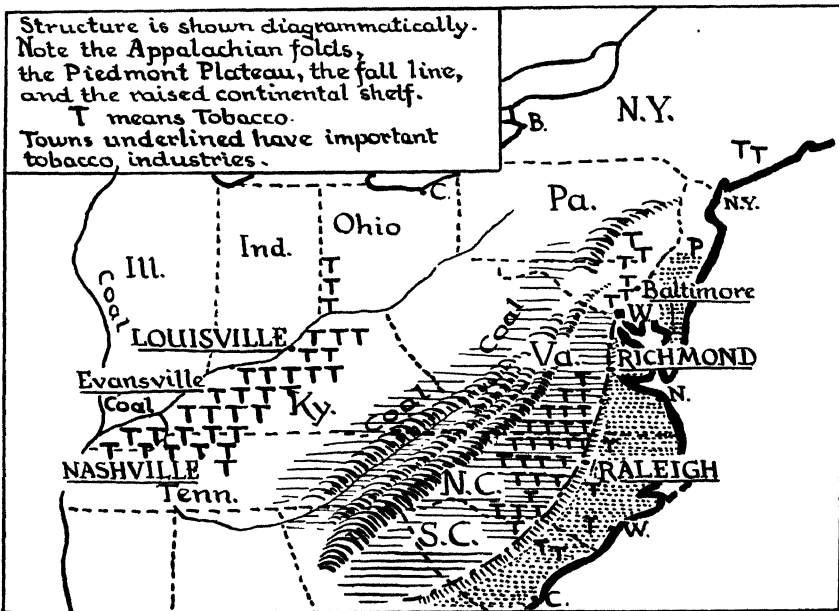 Structure is shown diagrammatically.
Note the Appalachian folds,
the Piedmont Plateau, the fall line,
and the raised continental shelf.
T means Tobacco.
Towns underlined have important
tobacco industries.
B.
N.Y.
T T
C.
Pa.
N.Y.
Ohio
Ind.
Ill.
T T
P
T
T
T
T
T
T
T
Baltimore
Coal
W.
Coal
LOUISVILLE
T T T
T T
Va.
RICHMOND
Evansville
T T T T T
T
N.
Coal
T T T T
Ky.
Coal
T T T T
T T T
T T T T
T T T T T
T P T T T
NASHVILLE
T
T T T T
RALEIGH
T
Tenn.
N.C.
T T T
T
T
S.C.
T
T
W.
T T
C.